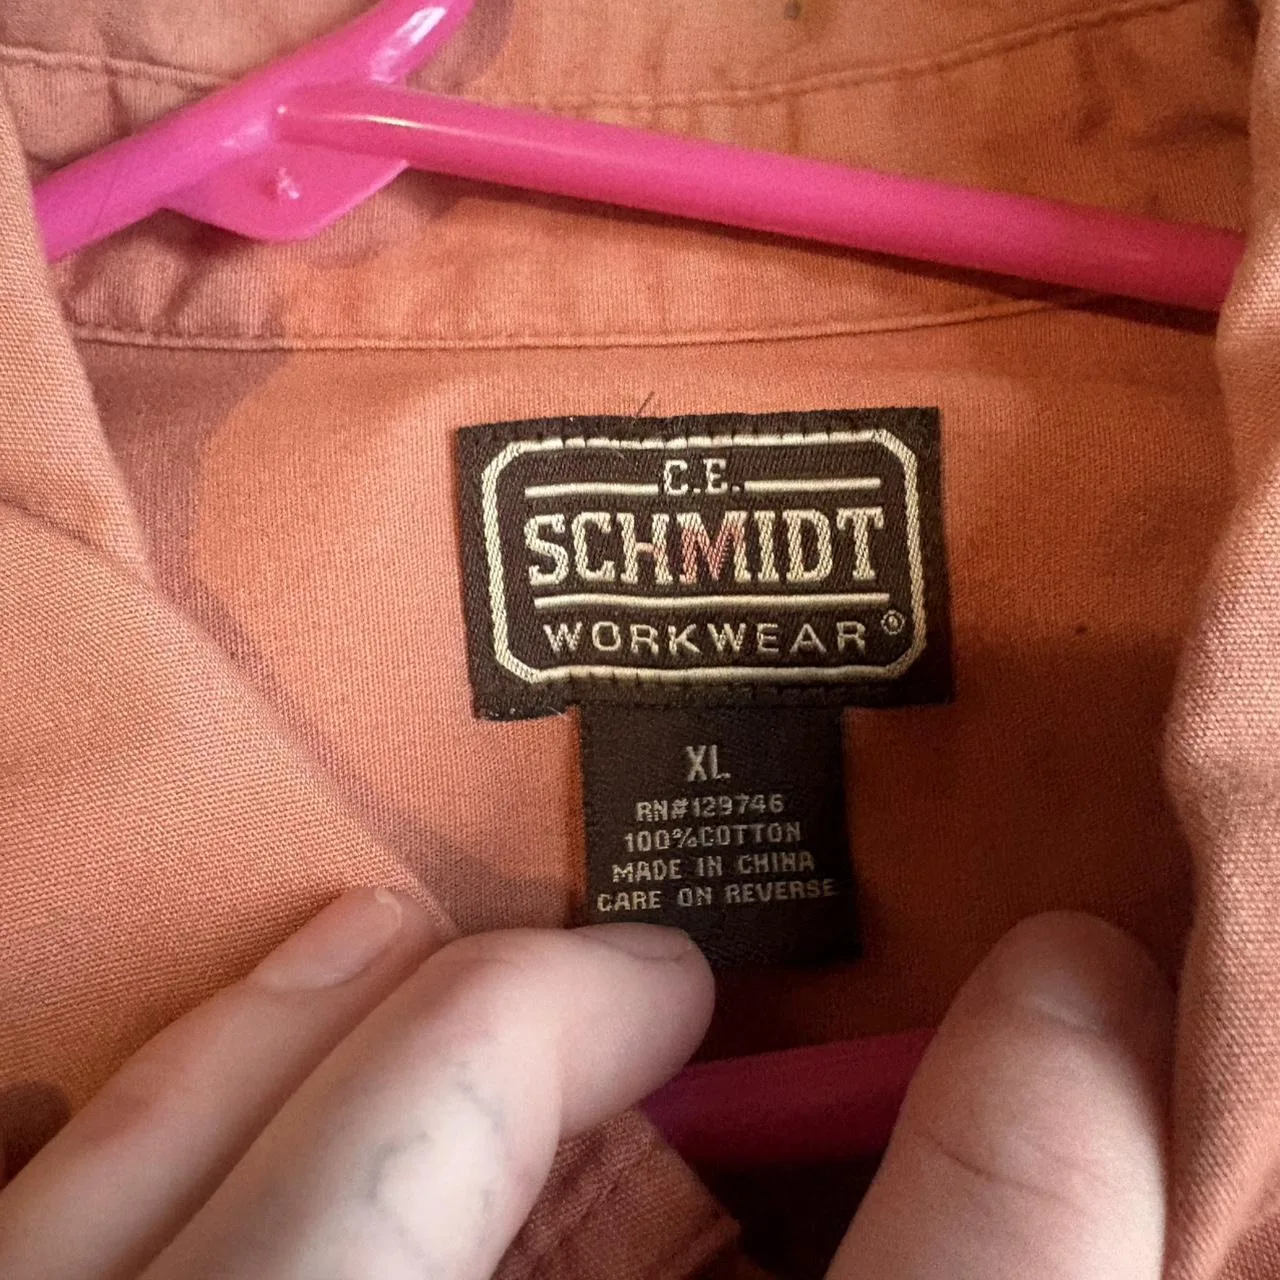 C.E.
SCHMIDT
WORKWEAR®
XL
RN#129746
100%COTTON
MADE IN CHINA
CARE ON REVERSE